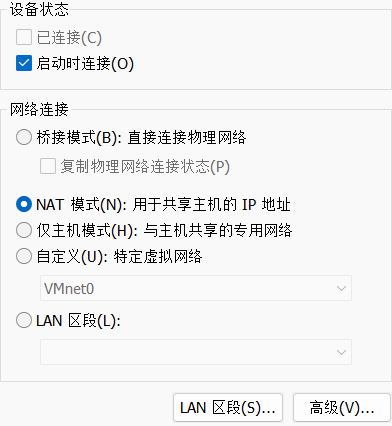 设备状态
已连接(C)
启动时连接(O)
网络连接
桥接模式(B): 直接连接物理网络
复制物理网络连接状态(P)
NAT 模式(N): 用于共享主机的 IP 地址
仅主机模式(H): 与主机共享的专用网络
自定义(U): 特定虚拟网络
VMnet0
LAN 区段(L):
LAN 区段(S)... 高级(V)...